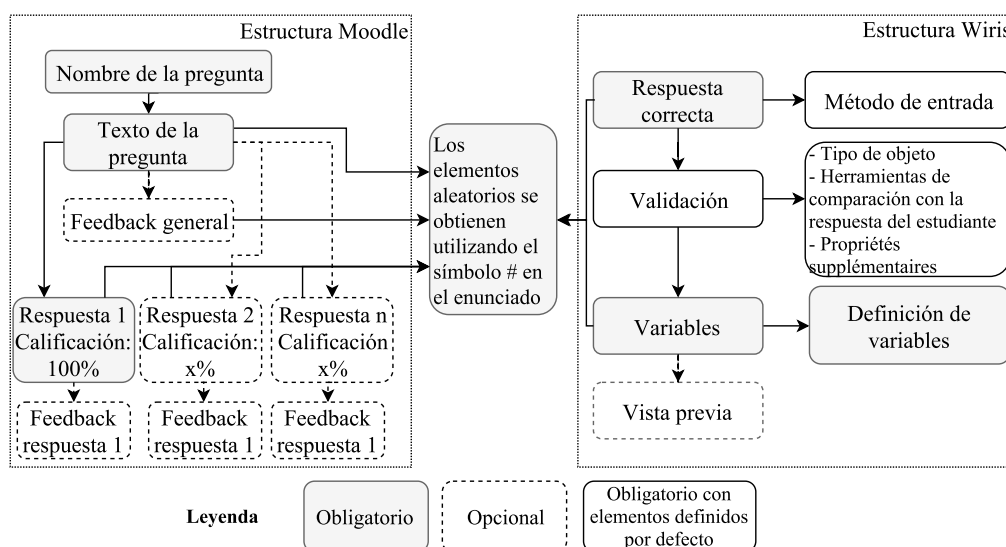 Estructura Moodle
Nombre de la pregunta
Texto de la
pregunta
Feedback general
Respuesta 1
Calificación:
100%
Respuesta 2
Calificación:
x%
Respuesta n
Calificación
x%
Feedback
respuesta 1
Feedback
respuesta 1
Feedback
respuesta 1
Los
elementos
aleatorios se
obtienen
utilizando el
símbolo # en
el enunciado
Estructura Wiris
Respuesta
correcta
Método de entrada
Validación
- Tipo de objeto
- Herramientas de
comparación con la
respuesta del estudiante
- Propriétés
supplémentaires
Variables
Definición de
variables
Vista previa
Leyenda
Obligatorio
Opcional
Obligatorio con
elementos definidos
por defecto